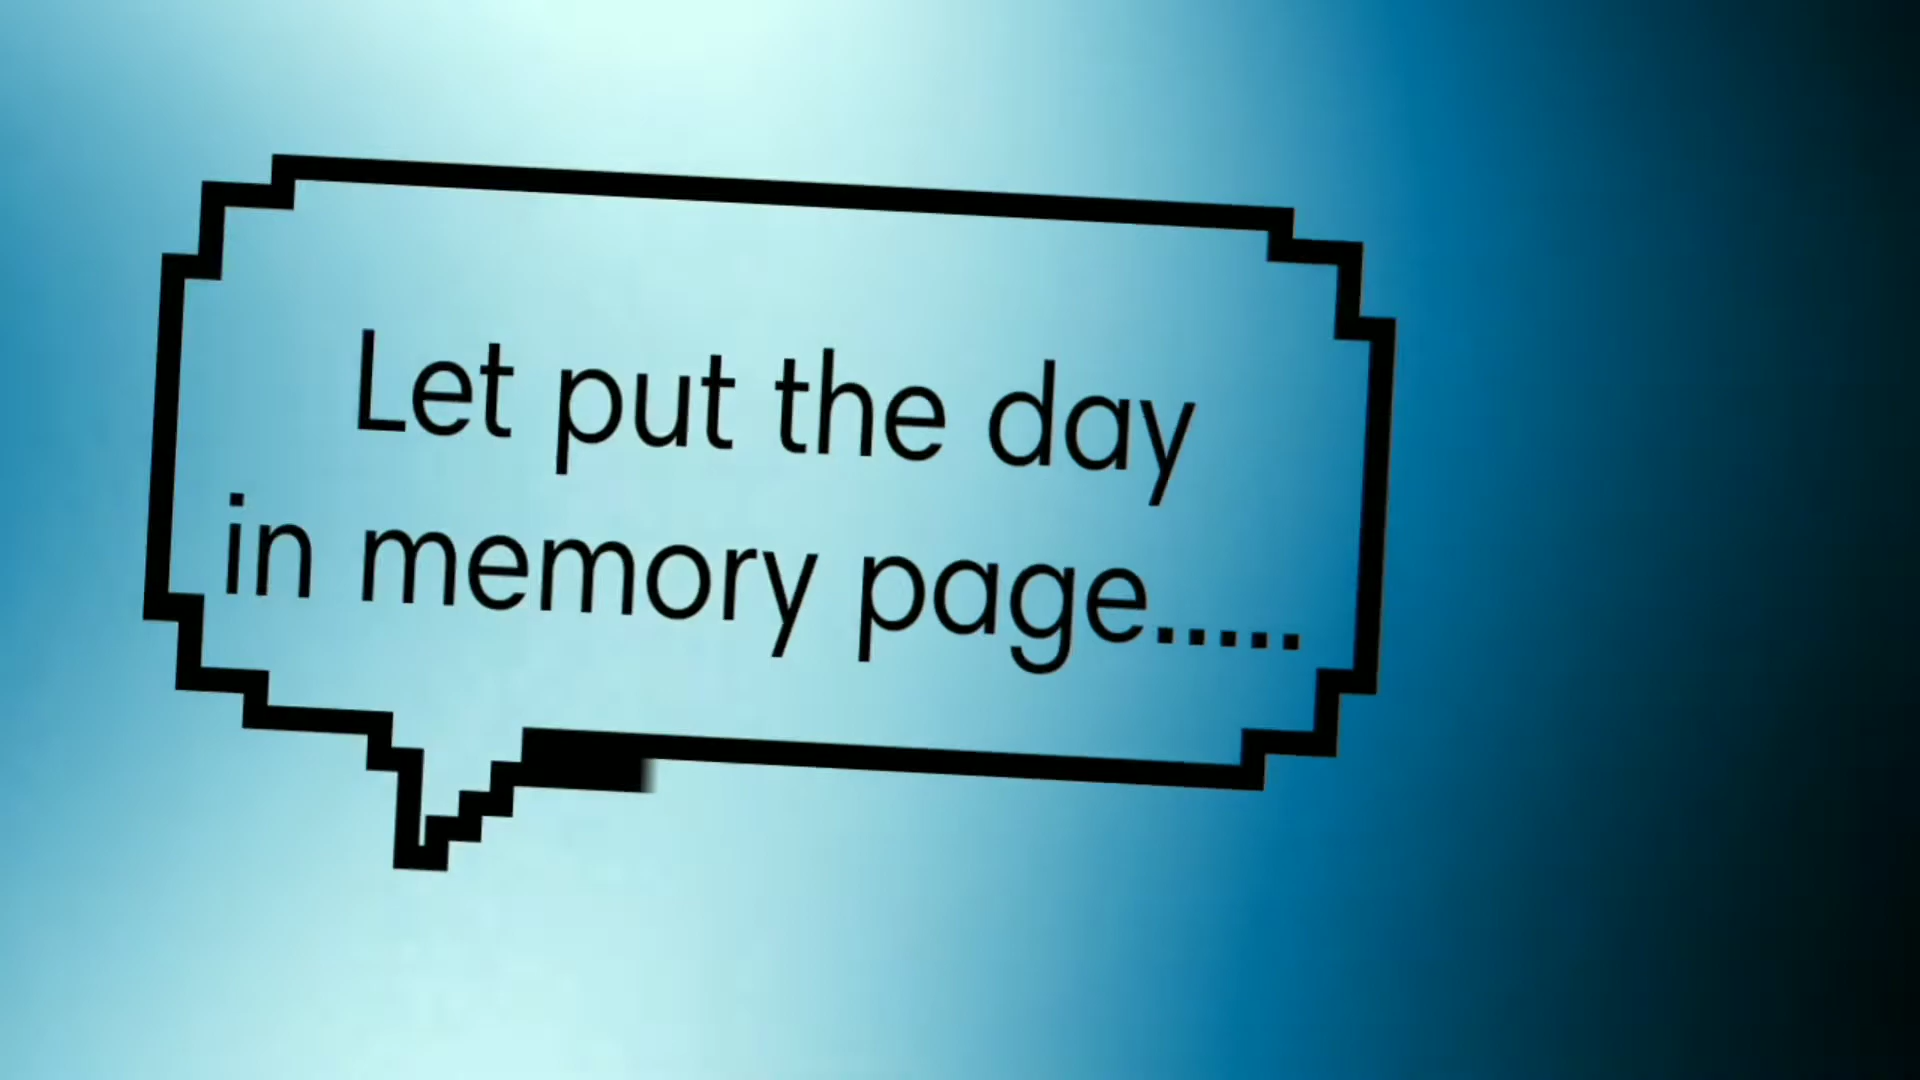 Let put the day
in memory page.....